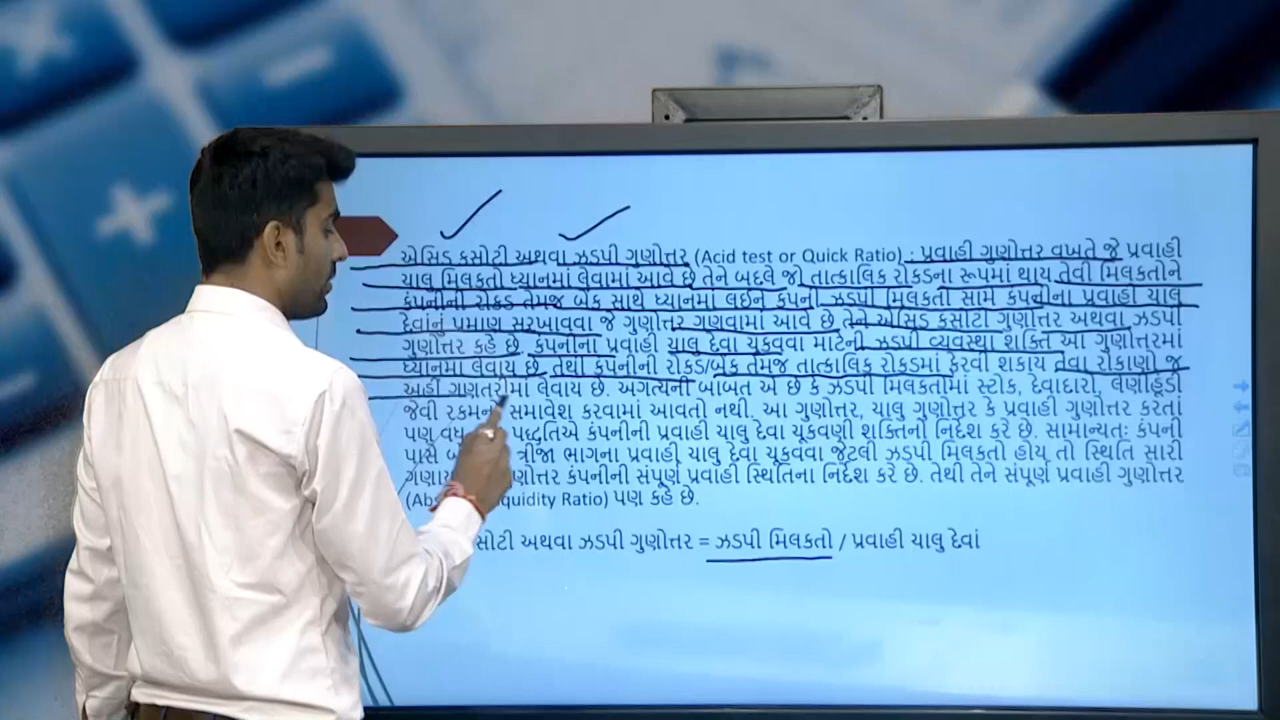 એસિડ કસોટી અથવા ઝડપી ગુણોત્તર (Acid test or Quick Ratio) : પ્રવાહી ગુણોત્તર વખતે જે પ્રવાહી
ચાલુ મિલકતો ધ્યાનમાં લેવામાં આવે છે તેને બદલે જો તાત્કાલિક રોકડના રૂપમાં થાય તેવી મિલકતોને
કંપનીની રોકડ તેમજ બેંક સાથે ધ્યાનમાં લઈને કંપની ઝડપી મિલકતો સામે કંપનીના પ્રવાહી ચાલુ
દેવાંનું પ્રમાણ સરખાવવા જે ગુણોત્તર ગણવામાં આવે છે તેને એસિડ કસોટી ગુણોત્તર અથવા ઝડપી
ગુણોત્તર કહે છે. કંપનીના પ્રવાહી ચાલુ દેવા ચૂકવવા માટેની ઝડપી વ્યવસ્થા શક્તિ આ ગુણોત્તરમાં
ધ્યાનમાં લેવાય છે. તેથી કંપનીની રોકડ/બેંક તેમજ તાત્કાલિક રોકડમાં ફેરવી શકાય તેવા રોકાણો જ
અહીં ગણતરીમાં લેવાય છે. અગત્યની બાબત એ છે કે ઝડપી મિલકતોમાં સ્ટોક, દેવાદારો, લેણીહૂંડી
જેવી રકમનો સમાવેશ કરવામાં આવતો નથી. આ ગુણોત્તર, ચાલુ ગુણોત્તર કે પ્રવાહી ગુણોત્તર કરતાં
પણ પદ્ધતિએ કંપનીની પ્રવાહી ચાલુ દેવા ચૂકવણી શક્તિનો નિર્દેશ કરે છે. સામાન્યતઃ કંપની
પાસે ત્રીજા ભાગના પ્રવાહી ચાલુ દેવા ચૂકવવા જેટલી ઝડપી મિલકતો હોય તો સ્થિતિ સારી
કંપનીની સંપૂર્ણ પ્રવાહી સ્થિતિના નિર્દેશ કરે છે. તેથી તેને સંપૂર્ણ પ્રવાહી ગુણોત્તર
Ratio) પણ કહે છે.
અથવા ઝડપી ગુણોત્તર = ઝડપી મિલકતો / પ્રવાહી ચાલુ દેવાં